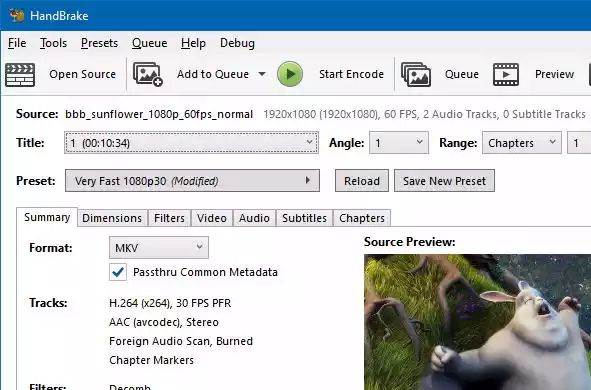 HandBrake
File Tools Presets Queue Help Debug
Open Source Add to Queue Start Encode Queue Preview
Source: bbb_sunflower_1080p_60fps_normal 1920x1080 (1920x1080), 60 FPS, 2 Audio Tracks, 0 Subtitle Tracks
Title: 1 (00:10:34) Angle: 1 Range: Chapters 1
Preset: Very Fast 1080p30 (Modified) Reload Save New Preset
Summary Dimensions Filters Video Audio Subtitles Chapters
Format: MKV Source Preview:
Passthru Common Metadata
Tracks: H.264 (x264), 30 FPS PFR
AAC (avcodec), Stereo
Foreign Audio Scan, Burned
Chapter Markers
Filters: Decomb